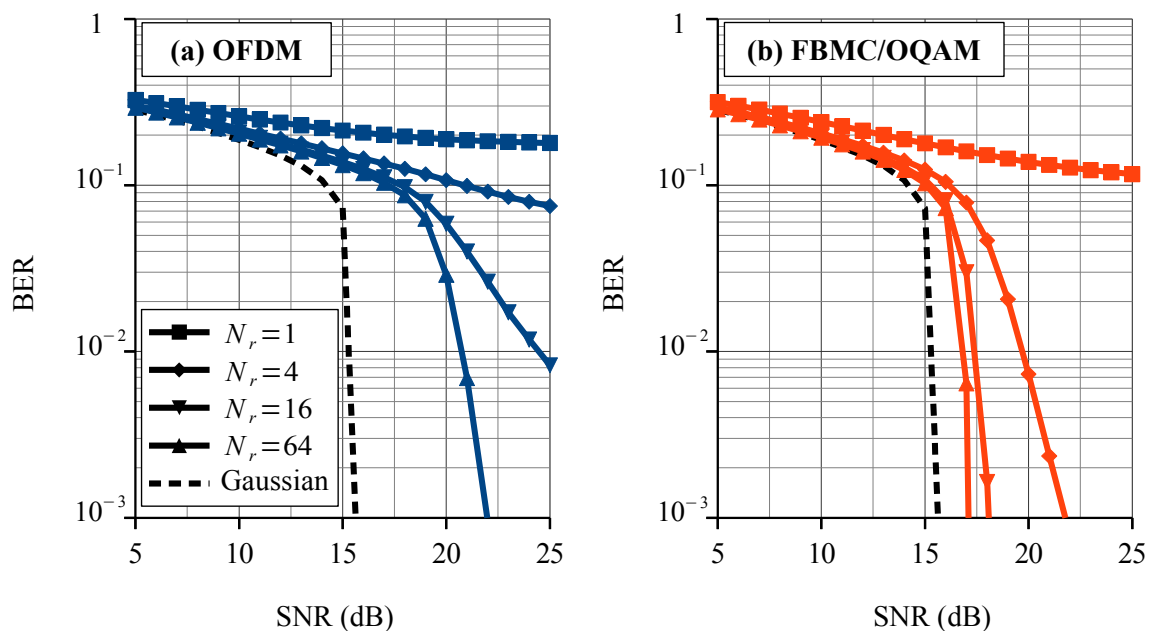 (a) OFDM
1
10⁻¹
10⁻²
10⁻³
BER
N_r=1
N_r=4
N_r=16
N_r=64
Gaussian
5 10 15 20 25
SNR (dB)
(b) FBMC/OQAM
1
10⁻¹
10⁻²
10⁻³
BER
5 10 15 20 25
SNR (dB)